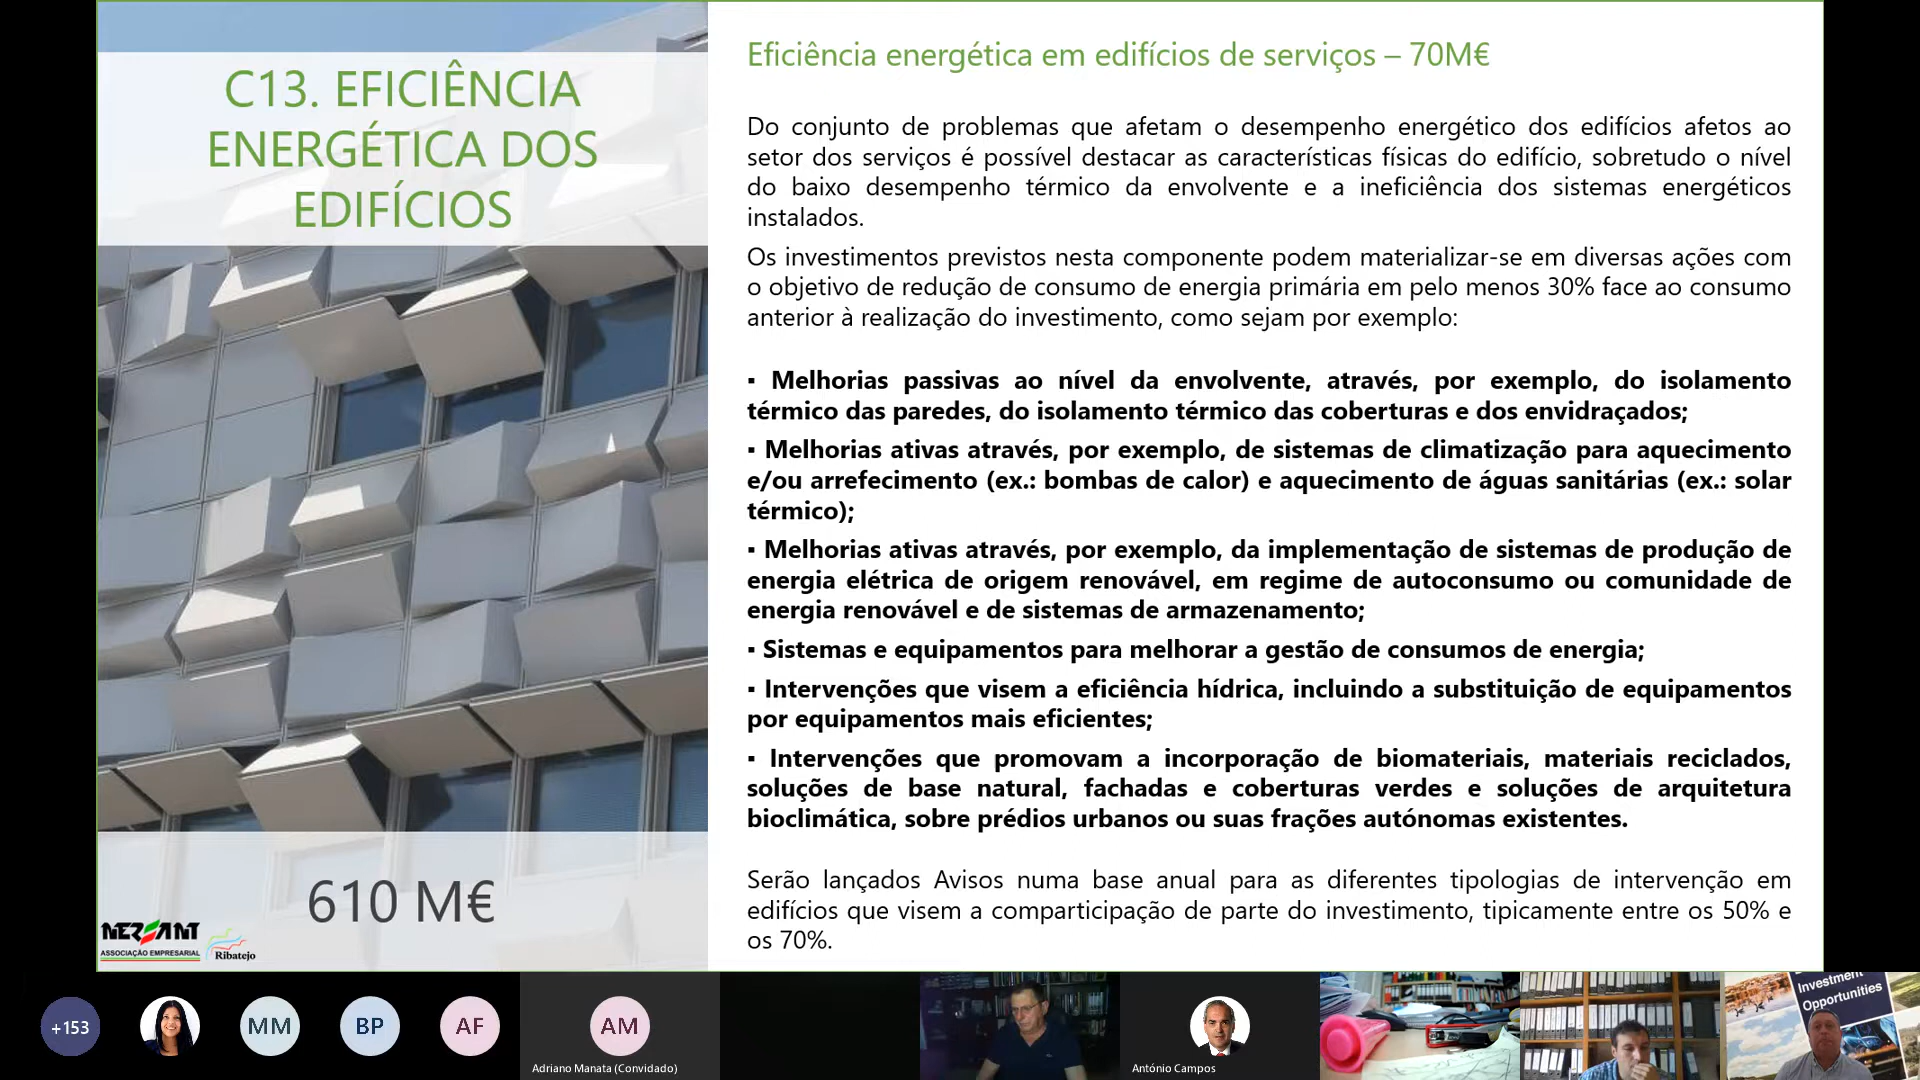 C13. EFICIÊNCIA
ENERGÉTICA DOS
EDIFÍCIOS
610 M€
NERSANT
ASSOCIAÇÃO EMPRESARIAL
Ribatejo
Eficiência energética em edifícios de serviços – 70M€
Do conjunto de problemas que afetam o desempenho energético dos edifícios afetos ao
setor dos serviços é possível destacar as características físicas do edifício, sobretudo o nível
do baixo desempenho térmico da envolvente e a ineficiência dos sistemas energéticos
instalados.
Os investimentos previstos nesta componente podem materializar-se em diversas ações com
o objetivo de redução de consumo de energia primária em pelo menos 30% face ao consumo
anterior à realização do investimento, como sejam por exemplo:
▪ Melhorias passivas ao nível da envolvente, através, por exemplo, do isolamento
térmico das paredes, do isolamento térmico das coberturas e dos envidraçados;
▪ Melhorias ativas através, por exemplo, de sistemas de climatização para aquecimento
e/ou arrefecimento (ex.: bombas de calor) e aquecimento de águas sanitárias (ex.: solar
térmico);
▪ Melhorias ativas através, por exemplo, da implementação de sistemas de produção de
energia elétrica de origem renovável, em regime de autoconsumo ou comunidade de
energia renovável e de sistemas de armazenamento;
▪ Sistemas e equipamentos para melhorar a gestão de consumos de energia;
▪ Intervenções que visem a eficiência hídrica, incluindo a substituição de equipamentos
por equipamentos mais eficientes;
▪ Intervenções que promovam a incorporação de biomateriais, materiais reciclados,
soluções de base natural, fachadas e coberturas verdes e soluções de arquitetura
bioclimática, sobre prédios urbanos ou suas frações autónomas existentes.
Serão lançados Avisos numa base anual para as diferentes tipologias de intervenção em
edifícios que visem a comparticipação de parte do investimento, tipicamente entre os 50% e
os 70%.
+153
MM
BP
AF
AM
Adriano Manata (Convidado)
António Campos
Investment
Opportunities